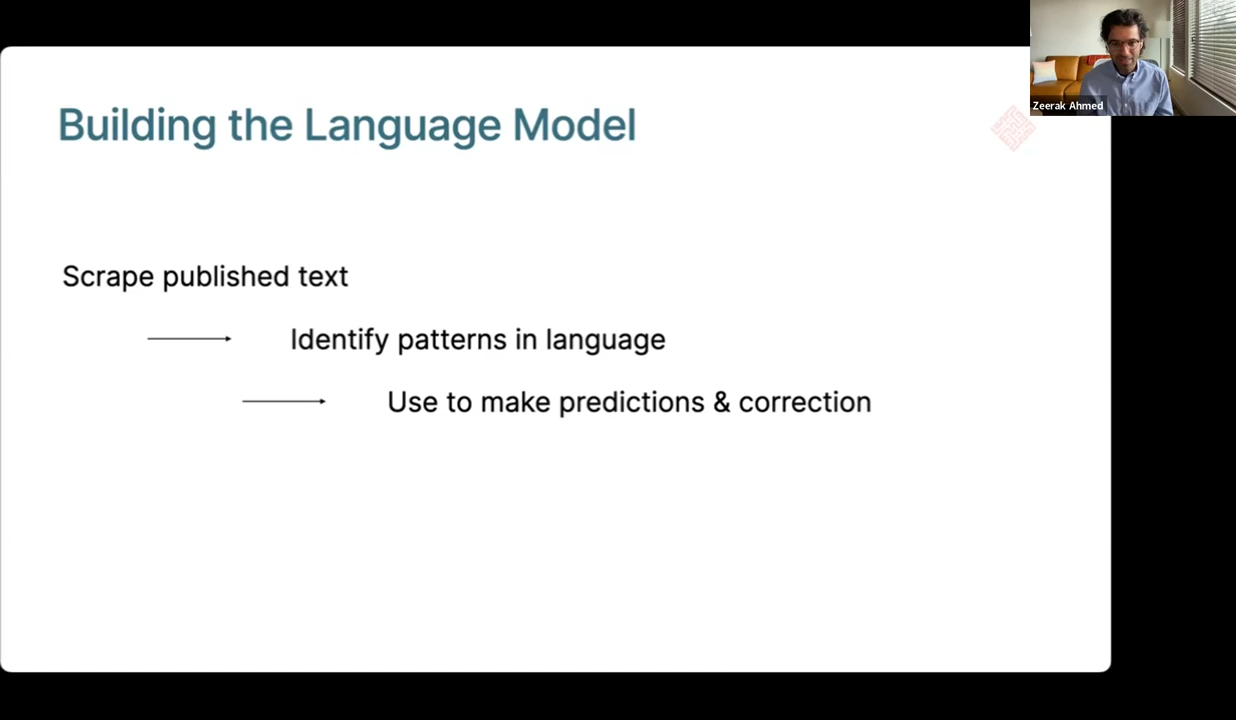 Building the Language Model
Zeerak Ahmed
Scrape published text
Identify patterns in language
Use to make predictions & correction